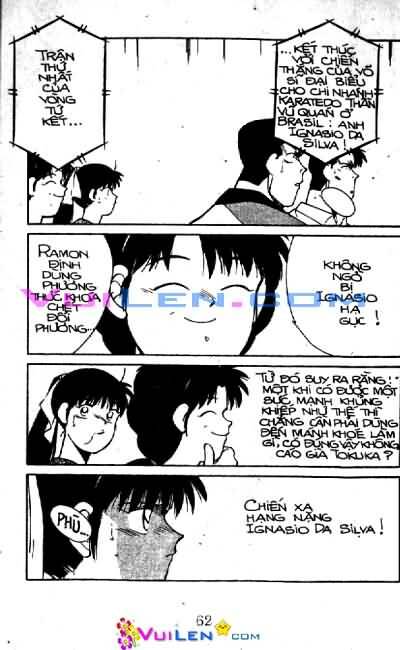 TRẬN
THỨ
NHẤT
CỦA
VÒNG
TỨ
KẾT...
...KẾT THÚC
VỚI CHIẾN
THẮNG CỦA VÕ
SĨ ĐẠI BIỂU
CHO CHI NHÁNH
KARATEDO THẦN
VŨ QUÁN Ở
BRASIL: ANH
IGNASIO DA
SILVA!
RAMON
ĐỊNH
DÙNG
PHƯƠNG
THỨC KHÓA
CHẾT
ĐỐI
PHƯƠNG...
KHÔNG
NGỜ
BỊ
IGNASIO
HẠ
GỤC!
VUILEN.COM
TỪ ĐÓ SUY RA RẰNG!
MỘT KHI CÓ ĐƯỢC MỘT
SỨC MẠNH KHỦNG
KHIẾP NHƯ THẾ THÌ
CHẲNG CẦN PHẢI DÙNG
ĐẾN MÁNH KHÓE LÀM
GÌ, CÓ ĐÚNG VẬY KHÔNG
CAO GIA TOKUKA?
PHÙ...
CHIẾN XA
HẠNG NẶNG
IGNASIO DA SILVA!
62
VUILEN.COM